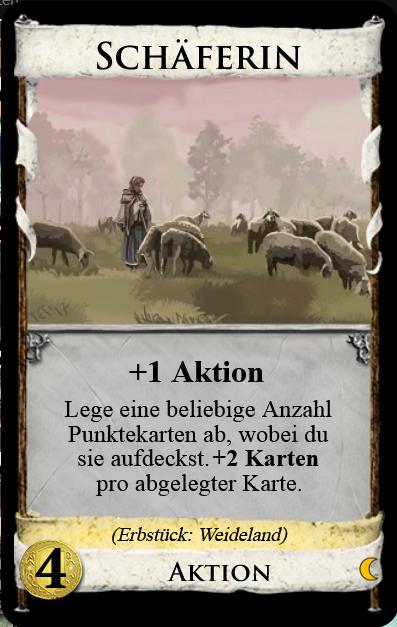 SCHÄFERIN
+1 Aktion
Lege eine beliebige Anzahl
Punktekarten ab, wobei du
sie aufdeckst. +2 Karten
pro abgelegter Karte.
(Erbstück: Weideland)
4
AKTION